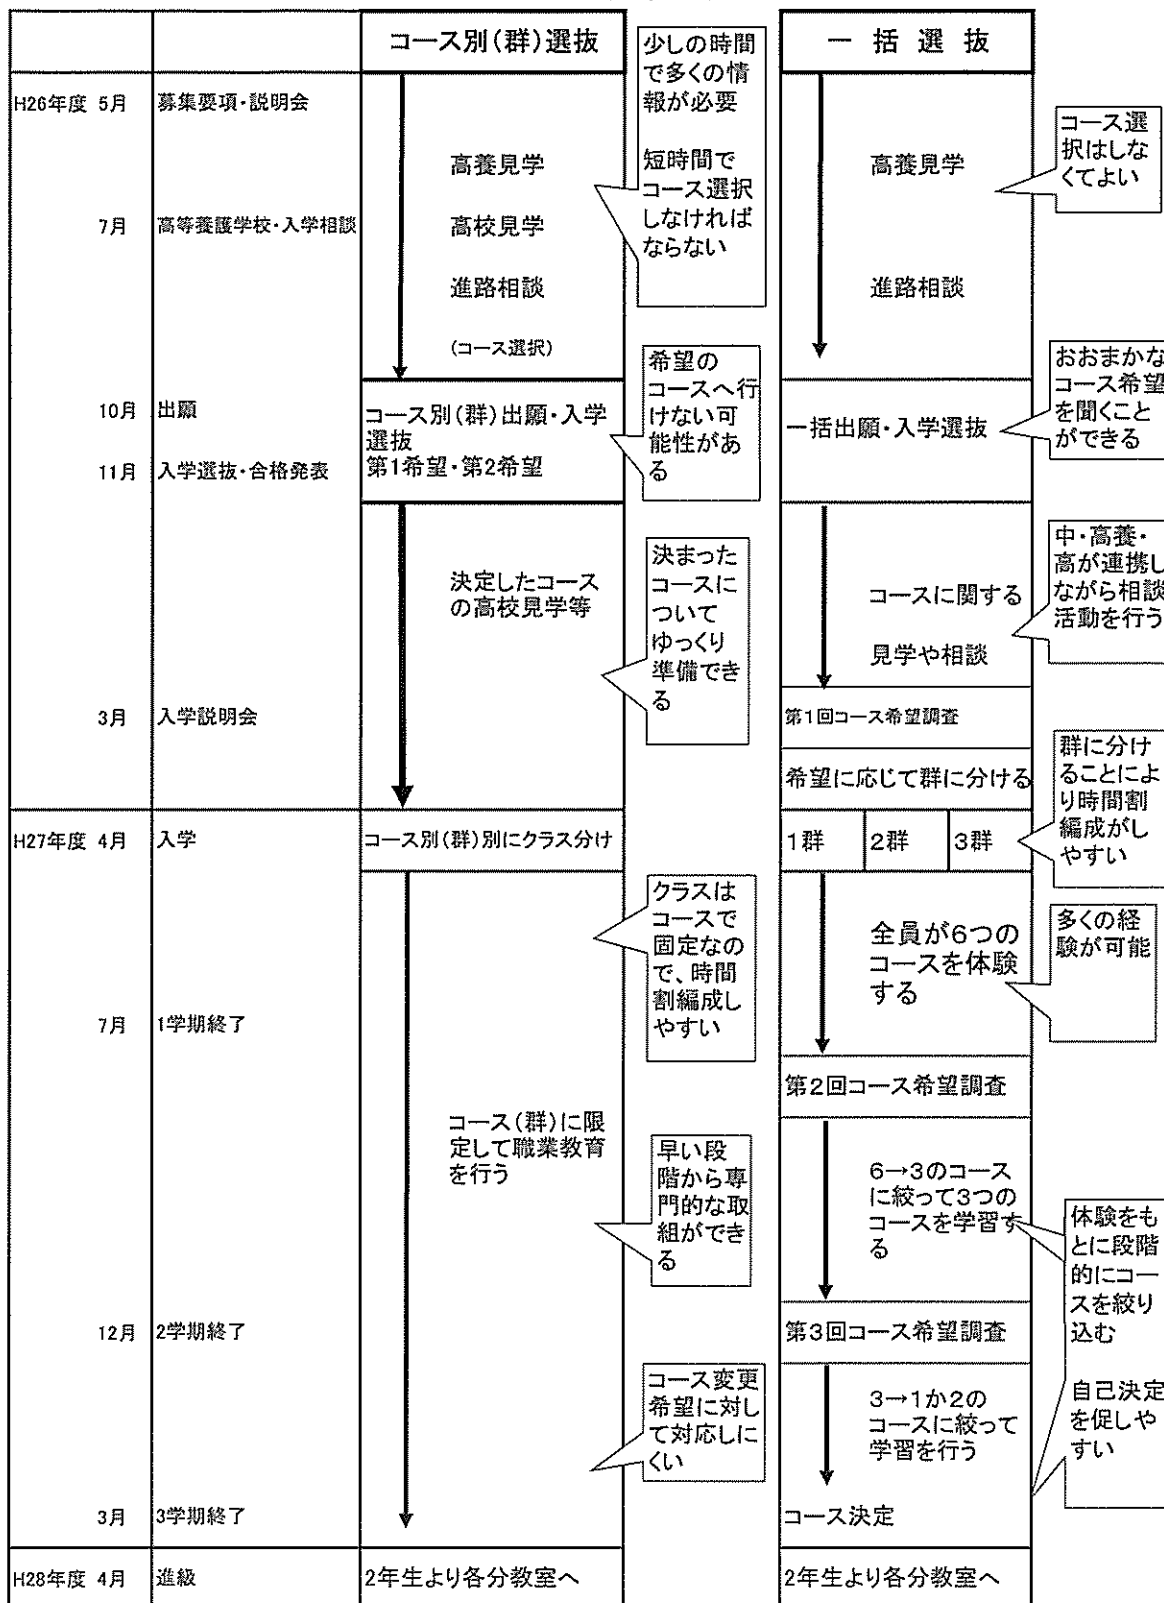 コース別(群)選抜
一 括 選 抜
少しの時間
で多くの情
報が必要
短時間で
コース選択
しなければ
ならない
H26年度 5月 募集要項・説明会
高養見学
高養見学
コース選
択はしな
くてよい
7月 高等養護学校・入学相談
高校見学
進路相談
進路相談
(コース選択)
希望の
コースへ行
けない可
能性があ
る
おおまかな
コース希望
を聞くこと
ができる
10月 出願
コース別(群)出願・入学
選抜
第1希望・第2希望
一括出願・入学選抜
11月 入学選抜・合格発表
決定したコース
の高校見学等
決まった
コースに
ついて
ゆっくり
準備でき
る
コースに関する
見学や相談
中・高養・
高が連携し
ながら相談
活動を行う
3月 入学説明会
第1回コース希望調査
希望に応じて群に分ける
群に分け
ることによ
り時間割
編成がし
やすい
H27年度 4月 入学
コース別(群)別にクラス分け
1群 2群 3群
クラスは
コースで
固定なの
で、時間
割編成し
やすい
全員が6つの
コースを体験
する
多くの経
験が可能
7月 1学期終了
第2回コース希望調査
コース(群)に限
定して職業教育
を行う
早い段
階から専
門的な取
組ができ
る
6→3のコース
に絞って3つの
コースを学習す
る
体験をも
とに段階
的にコー
スを絞り
込む
自己決定
を促しや
すい
12月 2学期終了
第3回コース希望調査
コース変更
希望に対し
て対応しに
くい
3→1か2の
コースに絞って
学習を行う
3月 3学期終了
コース決定
H28年度 4月 進級
2年生より各分教室へ
2年生より各分教室へ